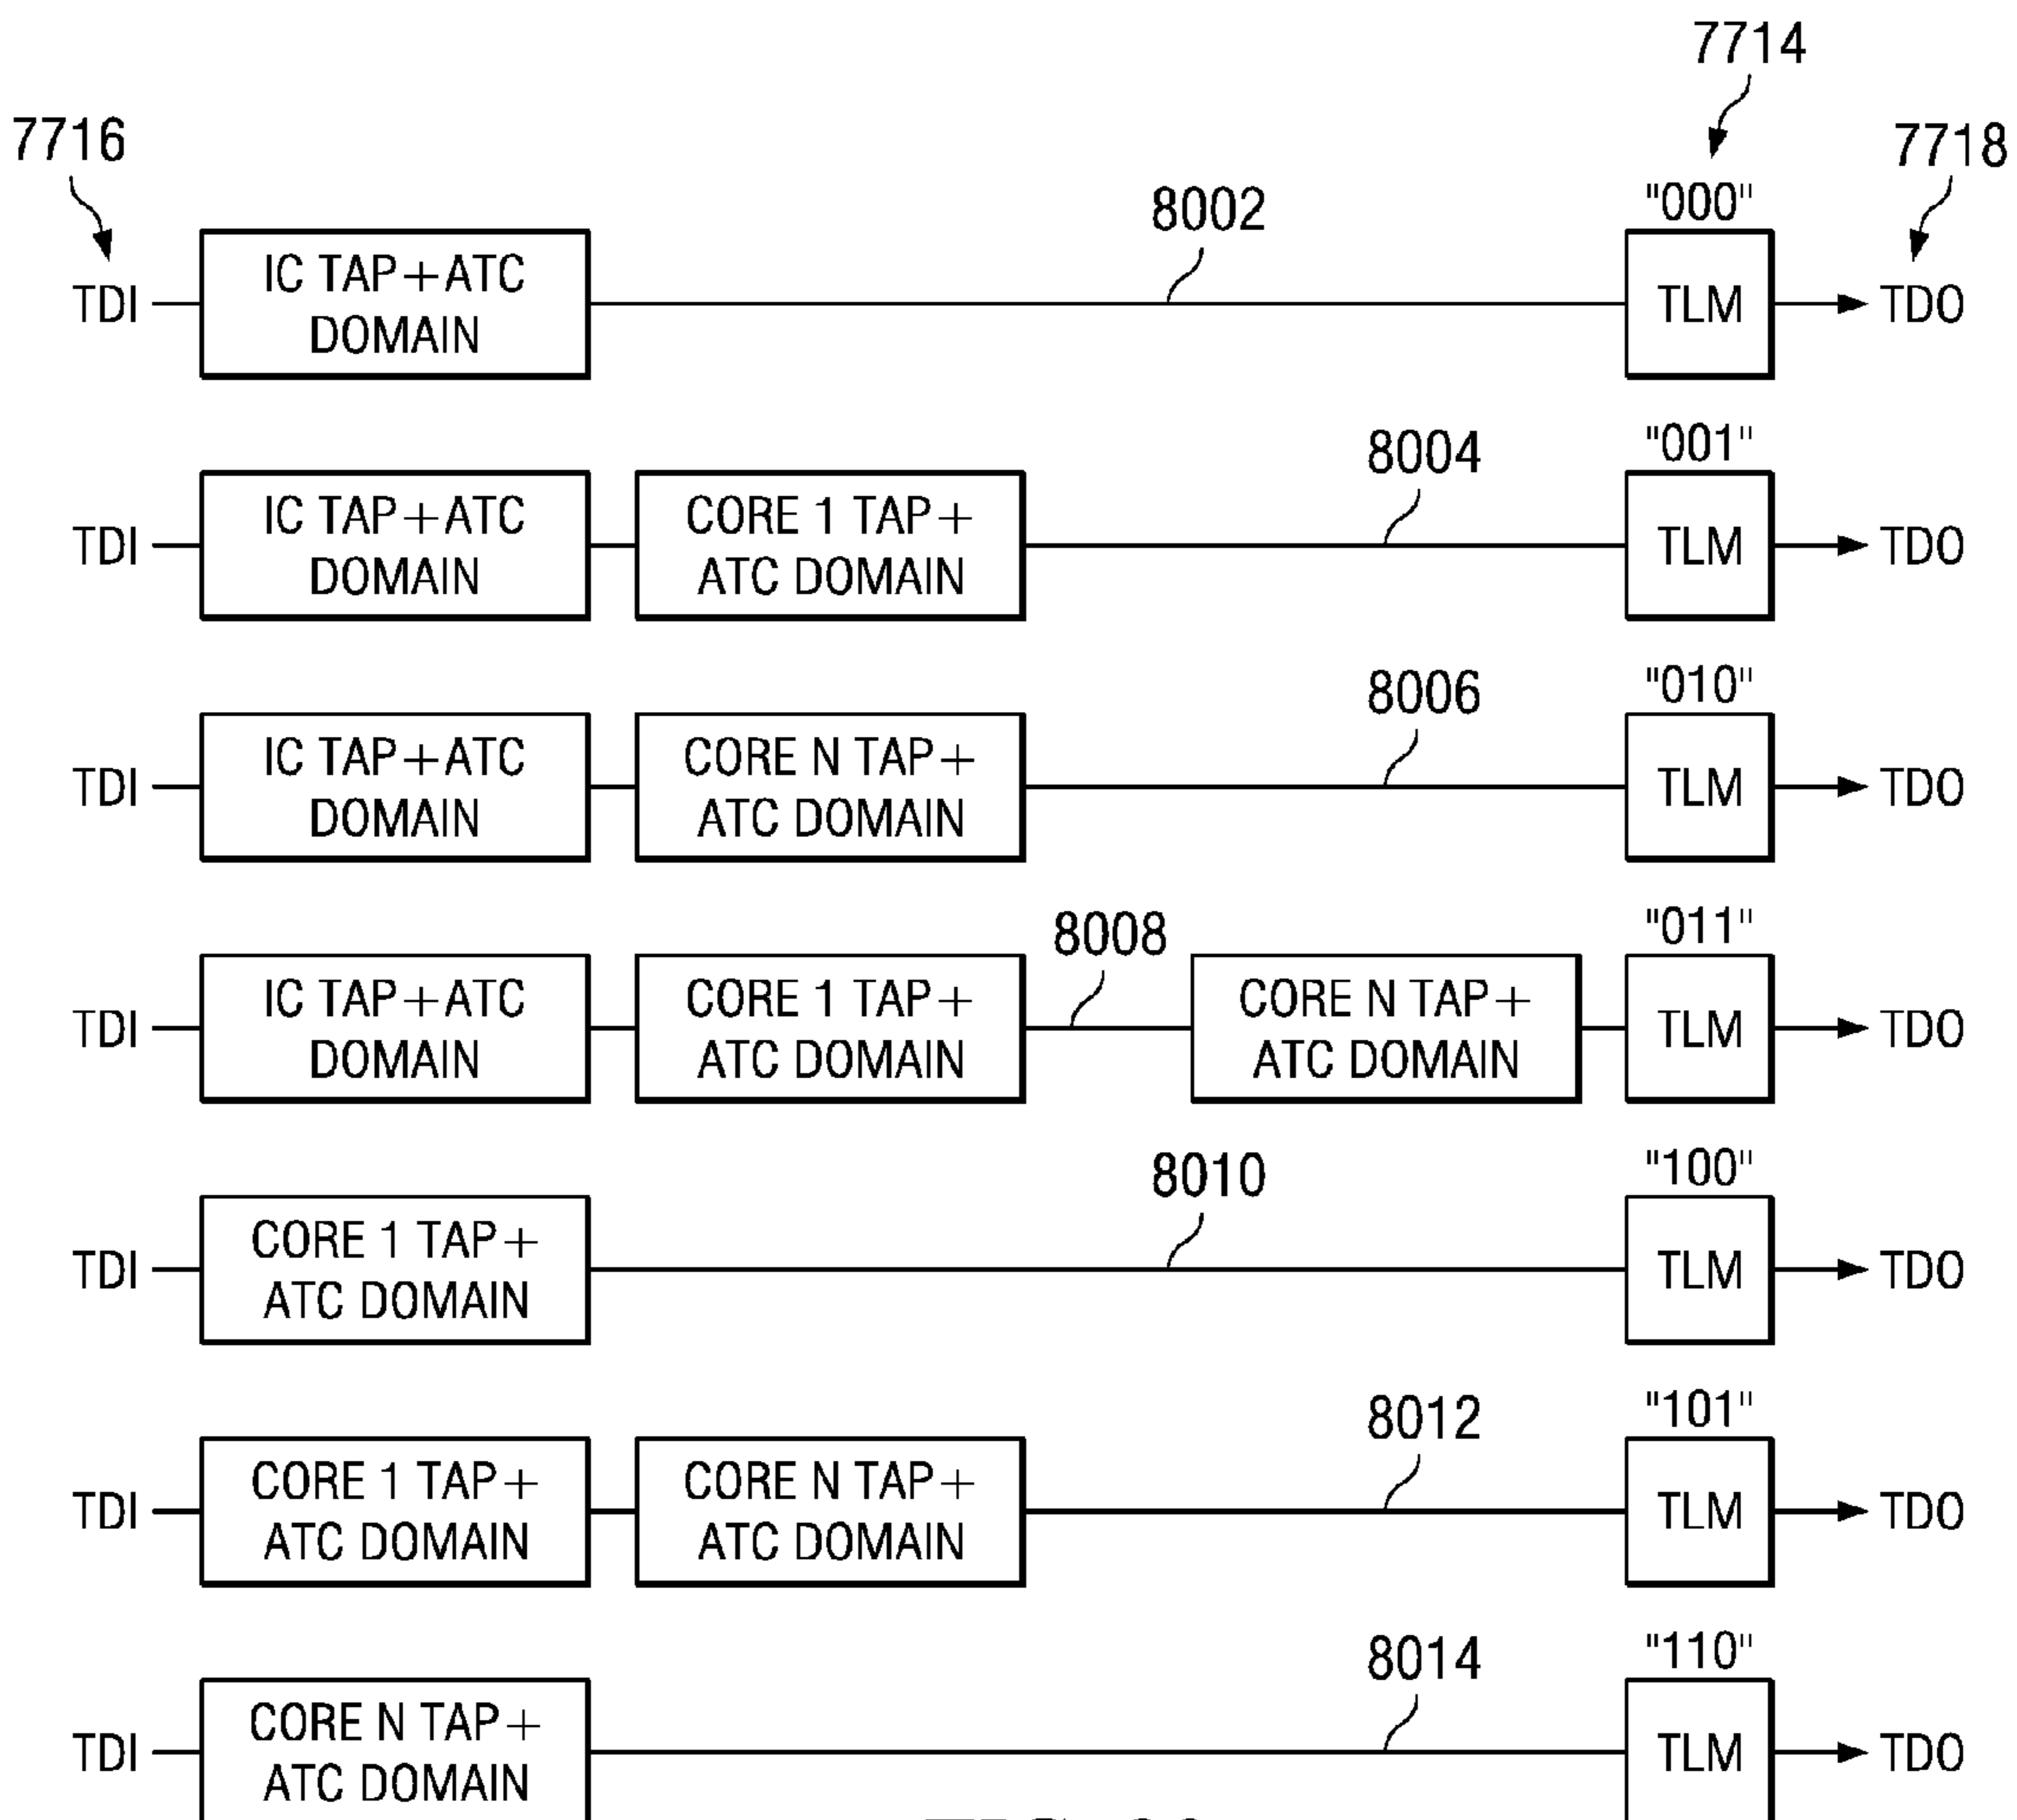 7714
7716
7718
8002
"000"
TDI
IC TAP+ATC
DOMAIN
TLM
TDO
8004
"001"
TDI
IC TAP+ATC
DOMAIN
CORE 1 TAP+
ATC DOMAIN
TLM
TDO
8006
"010"
TDI
IC TAP+ATC
DOMAIN
CORE N TAP+
ATC DOMAIN
TLM
TDO
8008
"011"
TDI
IC TAP+ATC
DOMAIN
CORE 1 TAP+
ATC DOMAIN
CORE N TAP+
ATC DOMAIN
TLM
TDO
8010
"100"
TDI
CORE 1 TAP+
ATC DOMAIN
TLM
TDO
8012
"101"
TDI
CORE 1 TAP+
ATC DOMAIN
CORE N TAP+
ATC DOMAIN
TLM
TDO
8014
"110"
TDI
CORE N TAP+
ATC DOMAIN
TLM
TDO